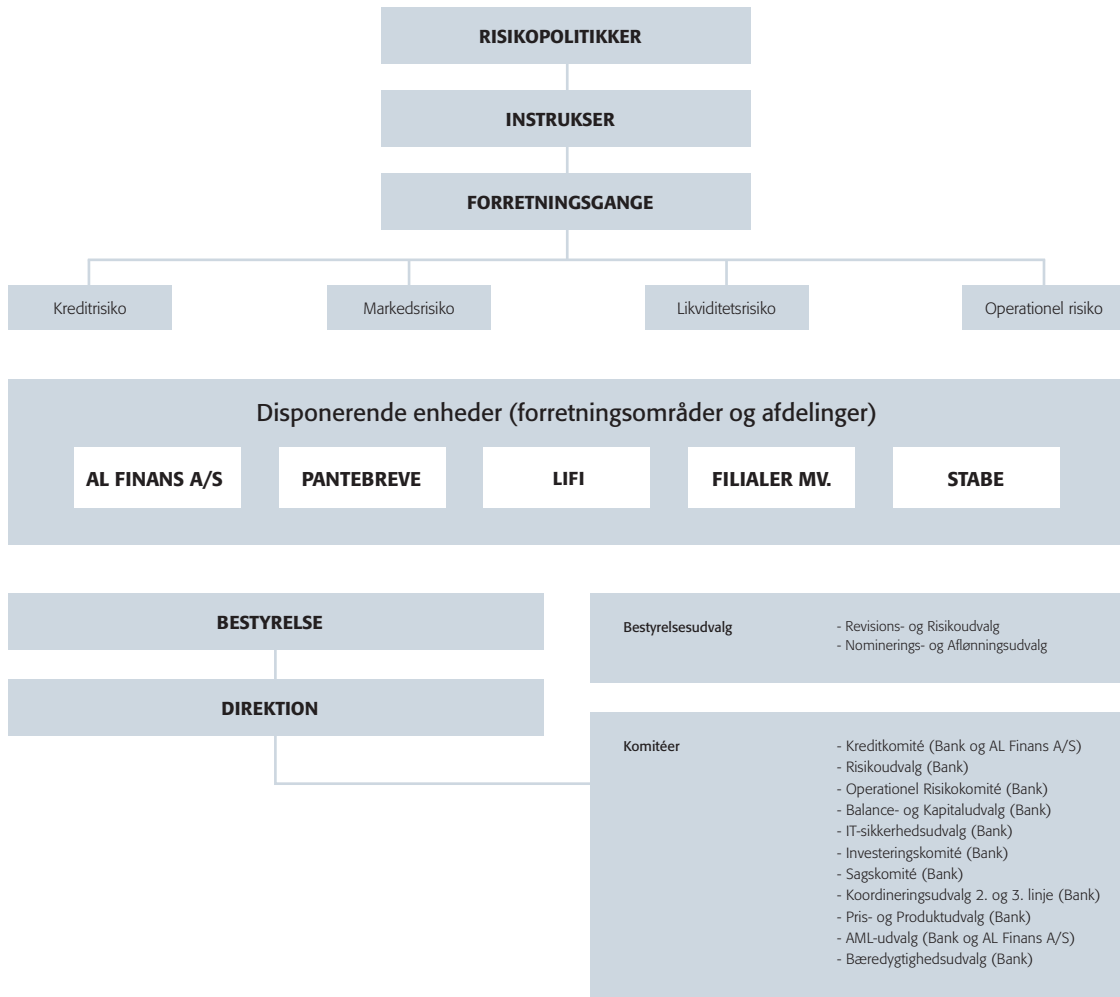 RISIKOPOLITIKKER
INSTRUKSER
FORRETNINGSGANGE
Kreditrisiko
Markedsrisiko
Likviditetsrisiko
Operationel risiko
Disponerende enheder (forretningsområder og afdelinger)
AL FINANS A/S
PANTEBREVE
LIFI
FILIALER MV.
STABE
BESTYRELSE
DIREKTION
Bestyrelsesudvalg
- Revisions- og Risikoudvalg
- Nominerings- og Aflønningsudvalg
Komitéer
- Kreditkomité (Bank og AL Finans A/S)
- Risikoudvalg (Bank)
- Operationel Risikokomité (Bank)
- Balance- og Kapitaludvalg (Bank)
- IT-sikkerhedsudvalg (Bank)
- Investeringskomité (Bank)
- Sagskomité (Bank)
- Koordineringsudvalg 2. og 3. linje (Bank)
- Pris- og Produktudvalg (Bank)
- AML-udvalg (Bank og AL Finans A/S)
- Bæredygtighedsudvalg (Bank)